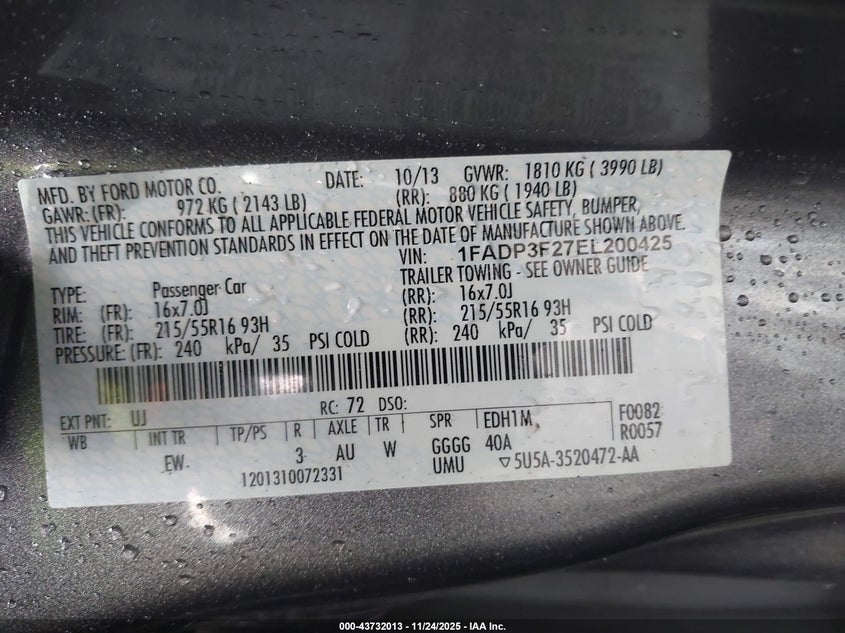 MFD. BY FORD MOTOR CO. DATE: 10/13 GVWR: 1810 KG ( 3990 LB)
GAWR: (FR): 972 KG ( 2143 LB) (RR): 880 KG ( 1940 LB)
THIS VEHICLE CONFORMS TO ALL APPLICABLE FEDERAL MOTOR VEHICLE SAFETY, BUMPER,
AND THEFT PREVENTION STANDARDS IN EFFECT ON THE DATE OF MANUFACTURE SHOWN ABOVE.
VIN: 1FADP3F27EL200425
TRAILER TOWING - SEE OWNER GUIDE
TYPE: Passenger Car
RIM: (FR): 16x7.0J (RR): 16x7.0J
TIRE: (FR): 215/55R16 93H (RR): 215/55R16 93H
PRESSURE: (FR): 240 kPa/ 35 PSI COLD (RR): 240 kPa/ 35 PSI COLD
RC: 72 DSO:
EXT PNT: UJ
WB INT TR TP/PS R AXLE TR SPR EDH1M F0082
EW 3 AU W GGGG 40A R0057
1201310072331 UMU ▽5U5A-3520472-AA
000-43732013 - 11/24/2025 - IAA Inc.